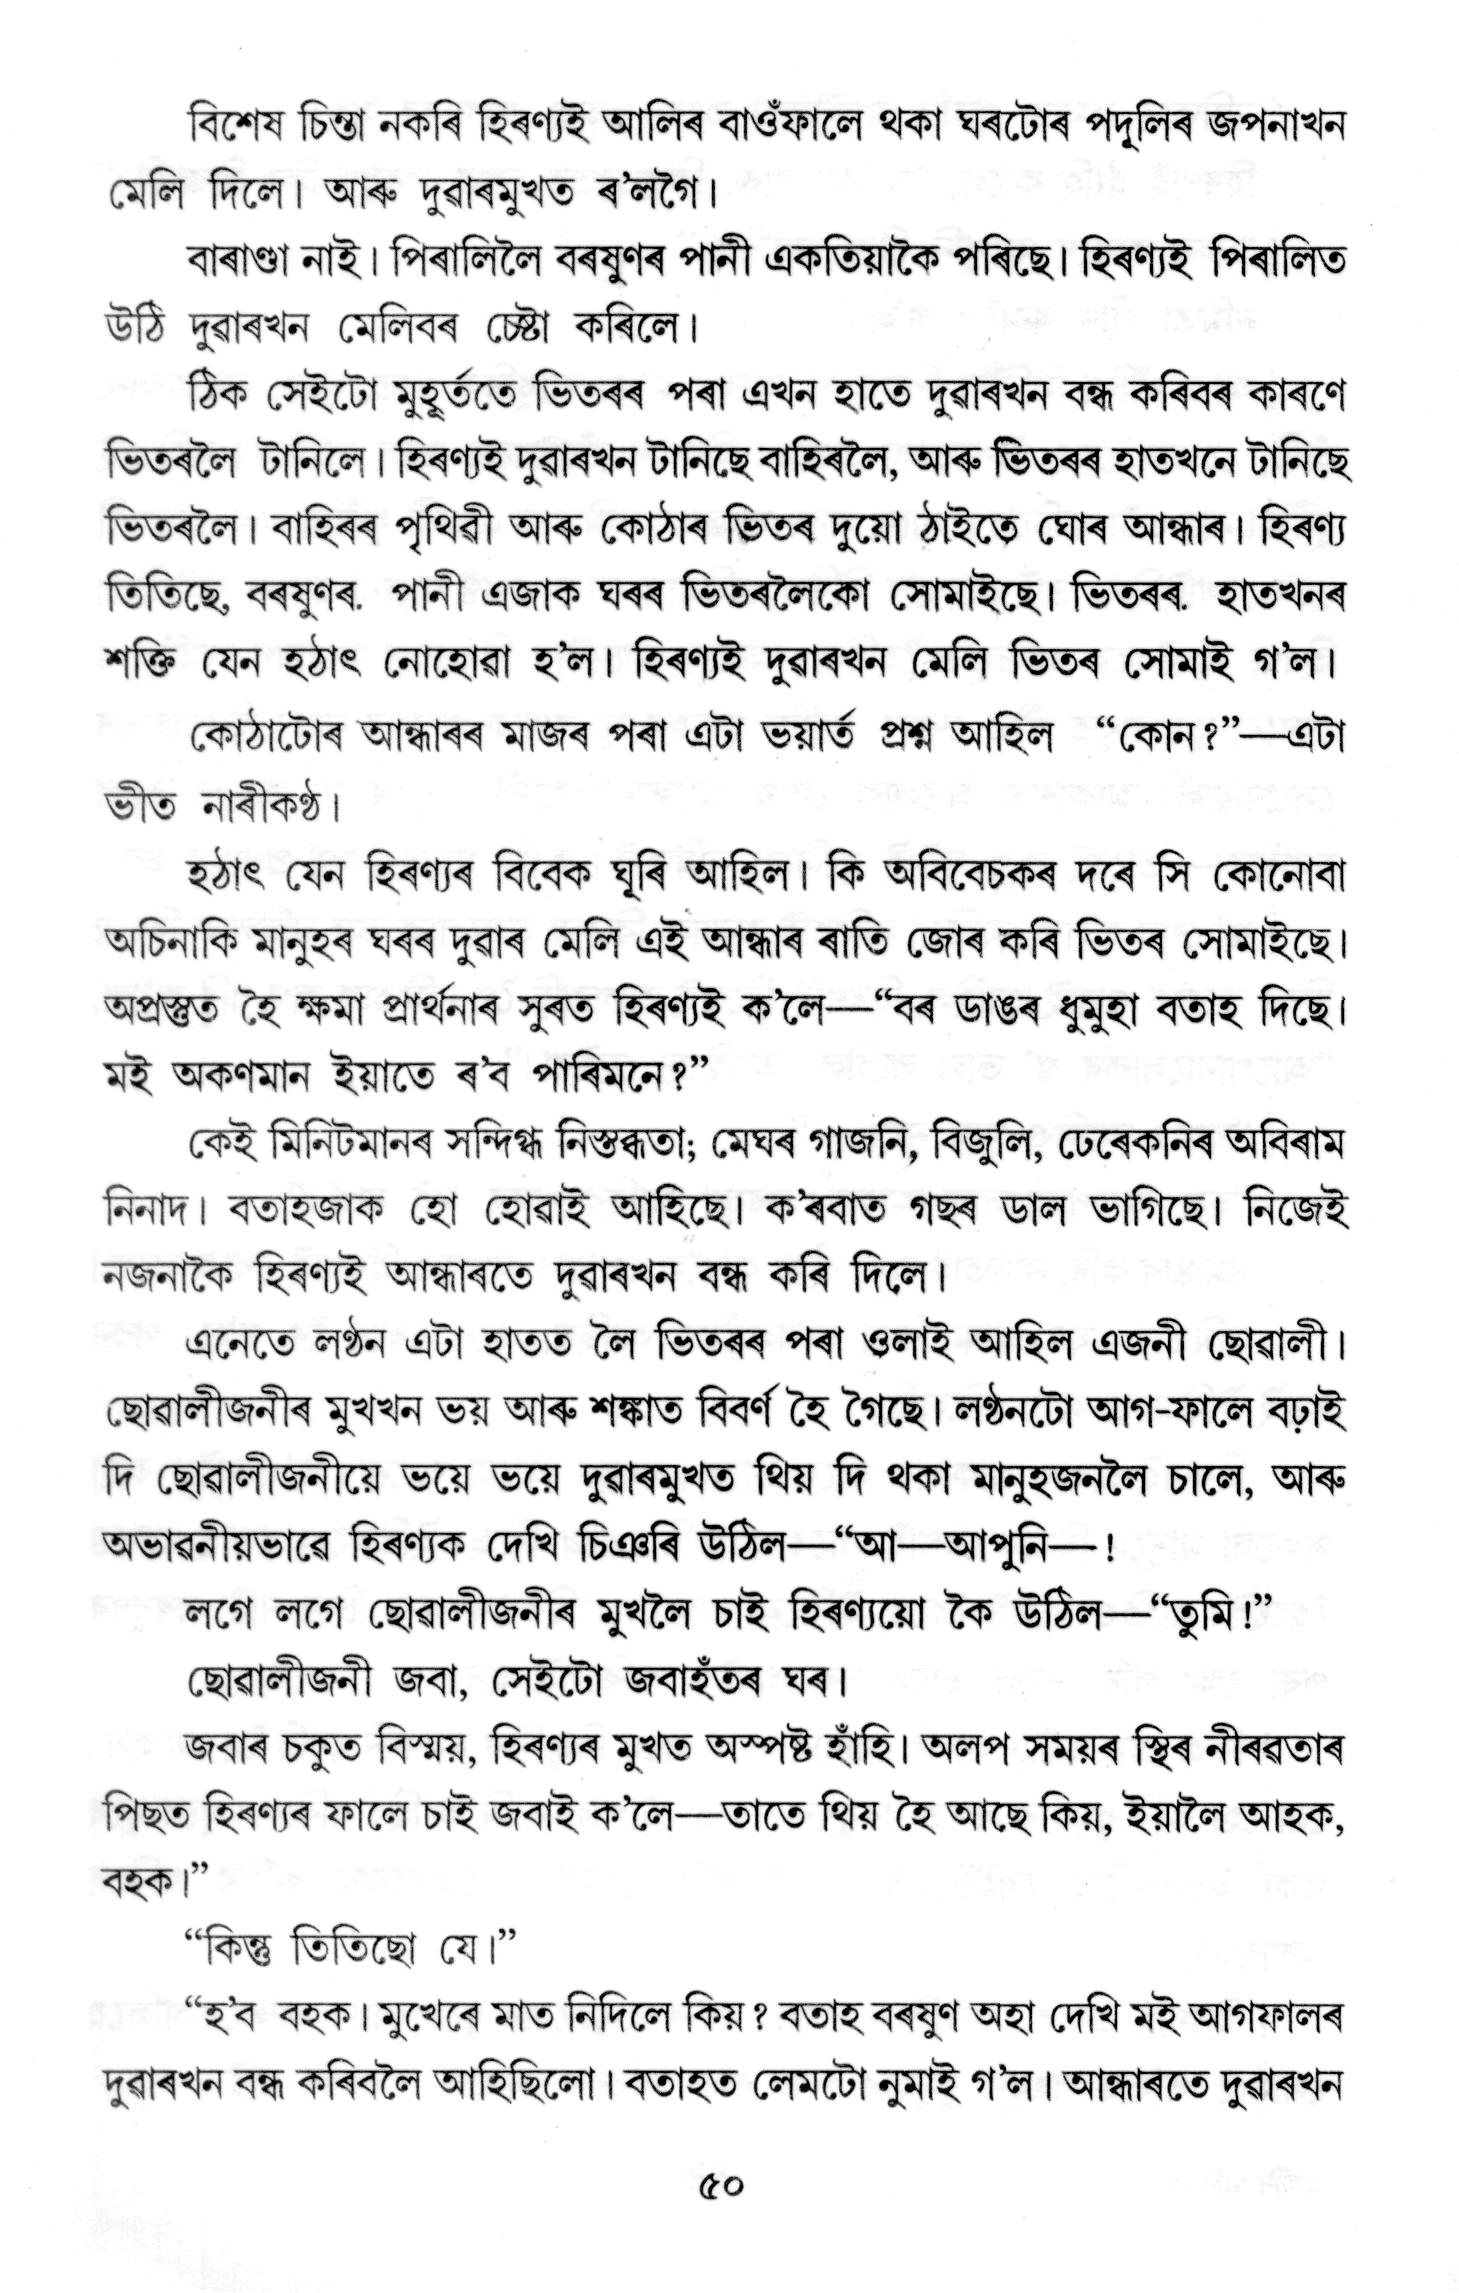 বিশেষ চিন্তা নকৰি হিৰণ্যই আলিৰ বাওঁফালে থকা ঘৰটোৰ পদূলিৰ জপনাখন
মেলি দিলে। আৰু দুৱাৰমুখত ৰ’লগৈ।
বাৰাণ্ডা নাই। পিৰালিলৈ বৰষুণৰ পানী একতিয়াকৈ পৰিছে। হিৰণ্যই পিৰালিত
উঠি দুৱাৰখন মেলিবৰ চেষ্টা কৰিলে।
ঠিক সেইটো মুহূৰ্ততে ভিতৰৰ পৰা এখন হাতে দুৱাৰখন বন্ধ কৰিবৰ কাৰণে
ভিতৰলৈ টানিলে। হিৰণ্যই দুৱাৰখন টানিছে বাহিৰলৈ, আৰু ভিতৰৰ হাতখনে টানিছে
ভিতৰলৈ। বাহিৰৰ পৃথিৱী আৰু কোঠাৰ ভিতৰ দুয়ো ঠাইতে ঘোৰ আন্ধাৰ। হিৰণ্য
তিতিছে, বৰষুণৰ. পানী এজাক ঘৰৰ ভিতৰলৈকো সোমাইছে। ভিতৰৰ. হাতখনৰ
শক্তি যেন হঠাৎ নোহোৱা হ’ল। হিৰণ্যই দুৱাৰখন মেলি ভিতৰ সোমাই গ’ল।
কোঠাটোৰ আন্ধাৰৰ মাজৰ পৰা এটা ভয়াৰ্ত প্ৰশ্ন আহিল “কোন?”—এটা
ভীত নাৰীকণ্ঠ।
হঠাৎ যেন হিৰণ্যৰ বিবেক ঘূৰি আহিল। কি অবিবেচকৰ দৰে সি কোনোবা
অচিনাকি মানুহৰ ঘৰৰ দুৱাৰ মেলি এই আন্ধাৰ ৰাতি জোৰ কৰি ভিতৰ সোমাইছে।
অপ্ৰস্তুত হৈ ক্ষমা প্ৰাৰ্থনাৰ সুৰত হিৰণ্যই ক’লে—“বৰ ডাঙৰ ধুমুহা বতাহ দিছে।
মই অকণমান ইয়াতে ৰ’ব পাৰিমনে?”
কেই মিনিটমানৰ সন্দিগ্ধ নিস্তব্ধতা; মেঘৰ গাজনি, বিজুলি, ঢেৰেকনিৰ অবিৰাম
নিনাদ। বতাহজাক হো হোৱাই আহিছে। ক’ৰবাত গছৰ ডাল ভাগিছে। নিজেই
নজনাকৈ হিৰণ্যই আন্ধাৰতে দুৱাৰখন বন্ধ কৰি দিলে।
এনেতে লণ্ঠন এটা হাতত লৈ ভিতৰৰ পৰা ওলাই আহিল এজনী ছোৱালী।
ছোৱালীজনীৰ মুখখন ভয় আৰু শঙ্কাত বিবৰ্ণ হৈ গৈছে। লণ্ঠনটো আগ-ফালে বঢ়াই
দি ছোৱালীজনীয়ে ভয়ে ভয়ে দুৱাৰমুখত থিয় দি থকা মানুহজনলৈ চালে, আৰু
অভাৱনীয়ভাৱে হিৰণ্যক দেখি চিঞৰি উঠিল—“আ—আপুনি—!
লগে লগে ছোৱালীজনীৰ মুখলৈ চাই হিৰণ্যয়ো কৈ উঠিল—“তুমি!”
ছোৱালীজনী জবা, সেইটো জবাহঁতৰ ঘৰ।
জবাৰ চকুত বিস্ময়, হিৰণ্যৰ মুখত অস্পষ্ট হাঁহি। অলপ সময়ৰ স্থিৰ নীৰৱতাৰ
পিছত হিৰণ্যৰ ফালে চাই জবাই ক’লে—তাতে থিয় হৈ আছে কিয়, ইয়ালৈ আহক,
বহক।”
“কিন্তু তিতিছো যে।”
“হ’ব বহক। মুখেৰে মাত নিদিলে কিয়? বতাহ বৰষুণ অহা দেখি মই আগফালৰ
দুৱাৰখন বন্ধ কৰিবলৈ আহিছিলো। বতাহত লেমটো নুমাই গ’ল। আন্ধাৰতে দুৱাৰখন
৫০